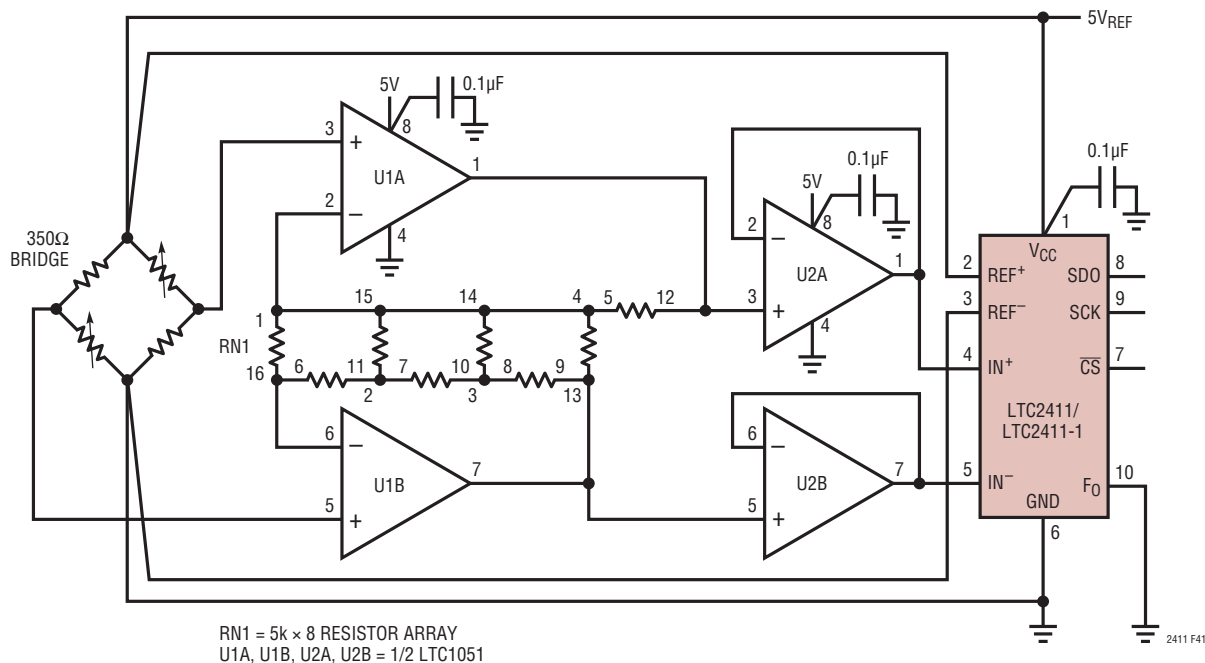 5VREF
5V
0.1µF
8
3
+
1
U1A
2
–
4
0.1µF
5V
8
2
–
1
U2A
3
+
4
0.1µF
1
350Ω
BRIDGE
VCC
2
REF+
SDO
8
3
REF–
SCK
9
4
IN+
CS
7
LTC2411/
LTC2411-1
5
IN–
FO
10
GND
6
15
14
4
5
12
1
RN1
16
6
11
7
10
8
9
2
3
13
6
–
7
U1B
5
+
6
–
7
U2B
5
+
RN1 = 5k × 8 RESISTOR ARRAY
U1A, U1B, U2A, U2B = 1/2 LTC1051
2411 F41